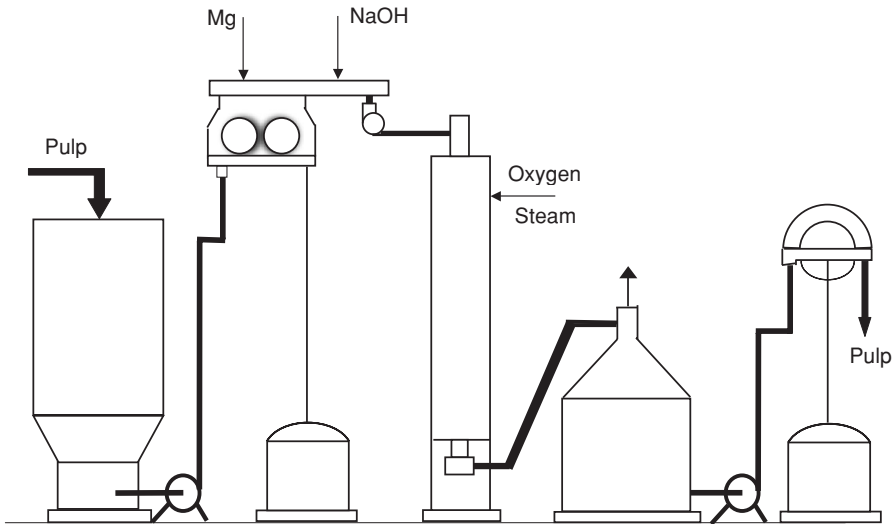 Mg
NaOH
Pulp
Oxygen
Steam
Pulp